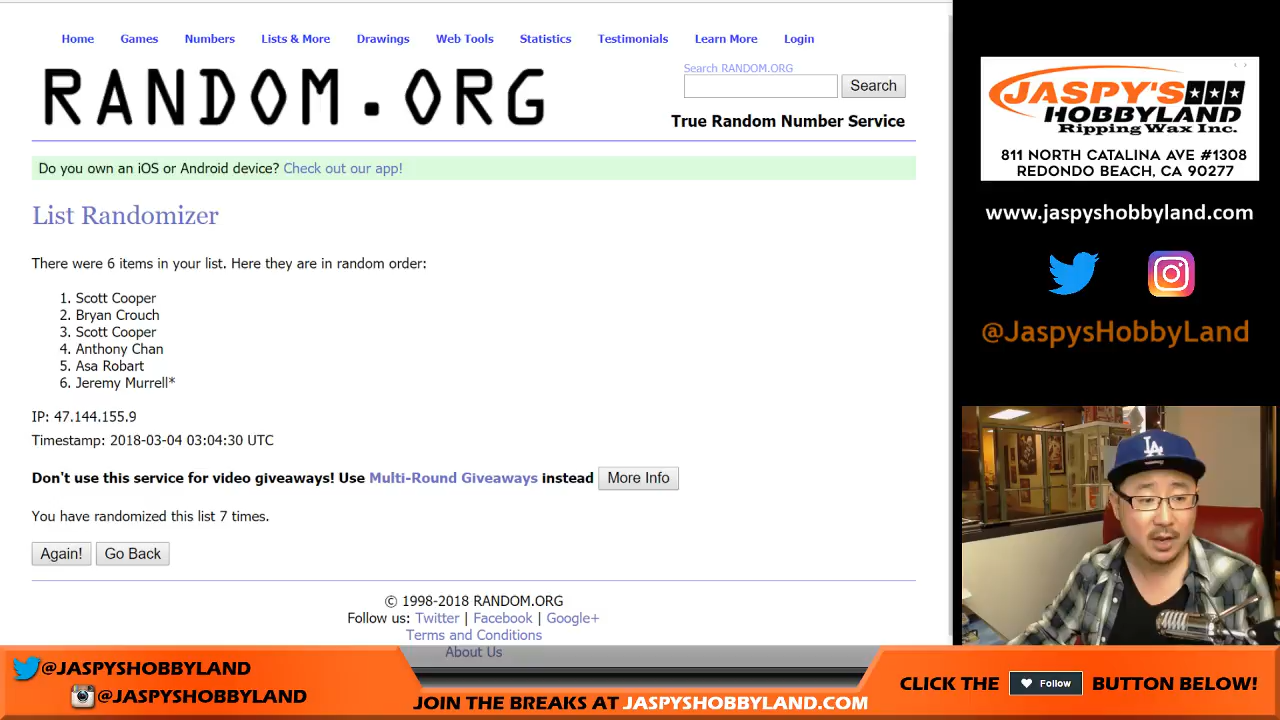 Home Games Numbers Lists & More Drawings Web Tools Statistics Testimonials Learn More Login
RANDOM.ORG
Search RANDOM.ORG
Search
True Random Number Service
Do you own an iOS or Android device? Check out our app!
List Randomizer
There were 6 items in your list. Here they are in random order:
1. Scott Cooper
2. Bryan Crouch
3. Scott Cooper
4. Anthony Chan
5. Asa Robart
6. Jeremy Murrell*
IP: 47.144.155.9
Timestamp: 2018-03-04 03:04:30 UTC
Don't use this service for video giveaways! Use Multi-Round Giveaways instead More Info
You have randomized this list 7 times.
Again! Go Back
© 1998-2018 RANDOM.ORG
Follow us: Twitter | Facebook | Google+
Terms and Conditions
About Us
JASPY'S
HOBBYLAND
Ripping Wax Inc.
811 NORTH CATALINA AVE #1308
REDONDO BEACH, CA 90277
www.jaspyshobbyland.com
@JaspysHobbyLand
LA
@JASPYSHOBBYLAND
@JASPYSHOBBYLAND
JOIN THE BREAKS AT JASPYSHOBBYLAND.COM
CLICK THE Follow BUTTON BELOW!